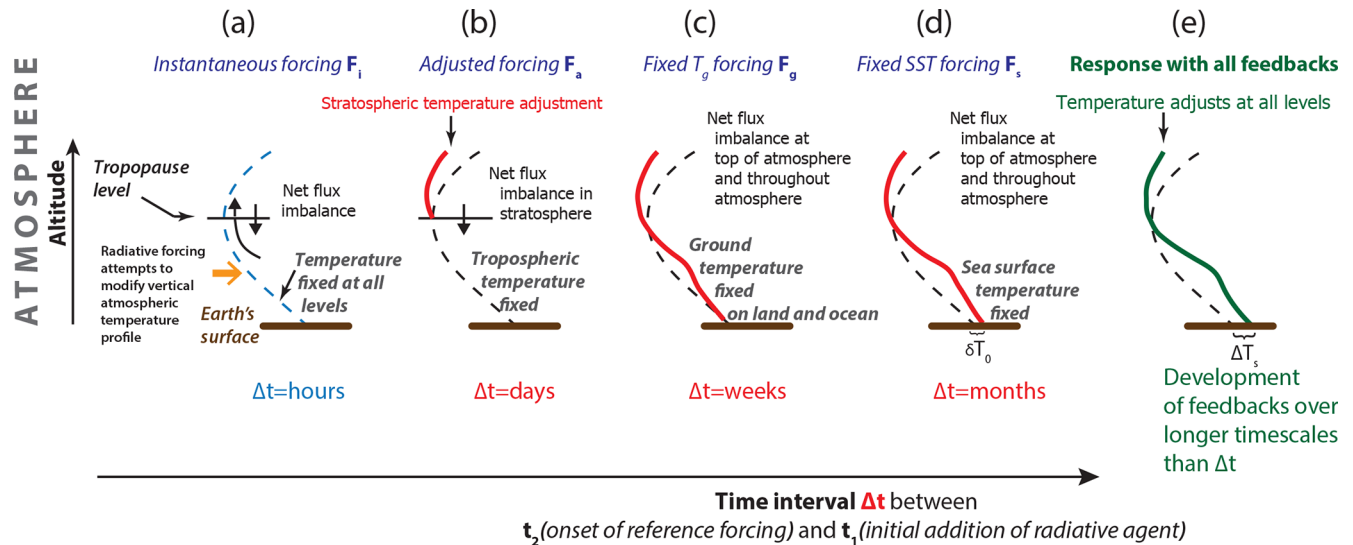 (a)
(b)
(c)
(d)
(e)
Instantaneous forcing Fi
Adjusted forcing Fa
Fixed Tg forcing Fg
Fixed SST forcing Fs
Response with all feedbacks
Stratospheric temperature adjustment
Temperature adjusts at all levels
ATMOSPHERE
Altitude
Tropopause
level
Net flux
imbalance
Radiative forcing
attempts to
modify vertical
atmospheric
temperature
profile
Temperature
fixed at all
levels
Earth's
surface
Net flux
imbalance in
stratosphere
Tropospheric
temperature
fixed
Net flux
imbalance at
top of atmosphere
and throughout
atmosphere
Ground
temperature
fixed
on land and ocean
Net flux
imbalance at
top of atmosphere
and throughout
atmosphere
Sea surface
temperature
fixed
δT0
ΔTs
Δt=hours
Δt=days
Δt=weeks
Δt=months
Development
of feedbacks over
longer timescales
than Δt
Time interval Δt between
t2(onset of reference forcing) and t1(initial addition of radiative agent)